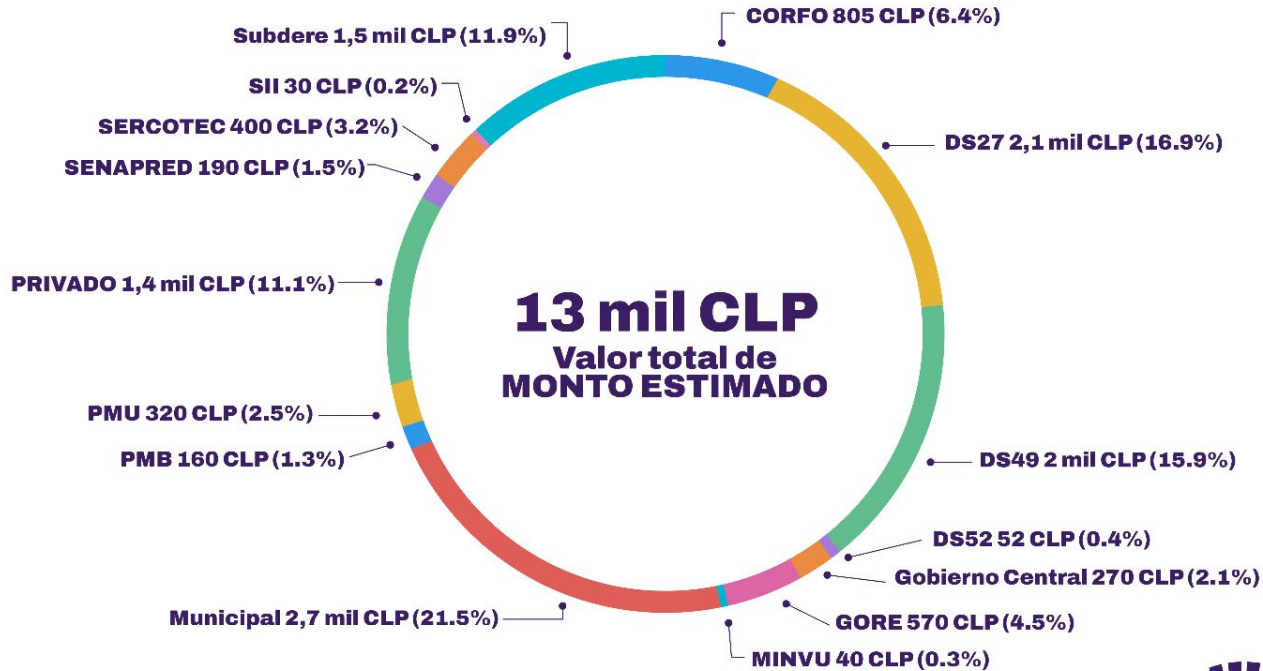 CORFO 805 CLP (6.4%)
Subdere 1,5 mil CLP (11.9%)
SII 30 CLP (0.2%)
SERCOTEC 400 CLP (3.2%)
DS27 2,1 mil CLP (16.9%)
SENAPRED 190 CLP (1.5%)
PRIVADO 1,4 mil CLP (11.1%)
13 mil CLP
Valor total de
MONTO ESTIMADO
PMU 320 CLP (2.5%)
PMB 160 CLP (1.3%)
DS49 2 mil CLP (15.9%)
DS52 52 CLP (0.4%)
Gobierno Central 270 CLP (2.1%)
Municipal 2,7 mil CLP (21.5%)
GORE 570 CLP (4.5%)
MINVU 40 CLP (0.3%)